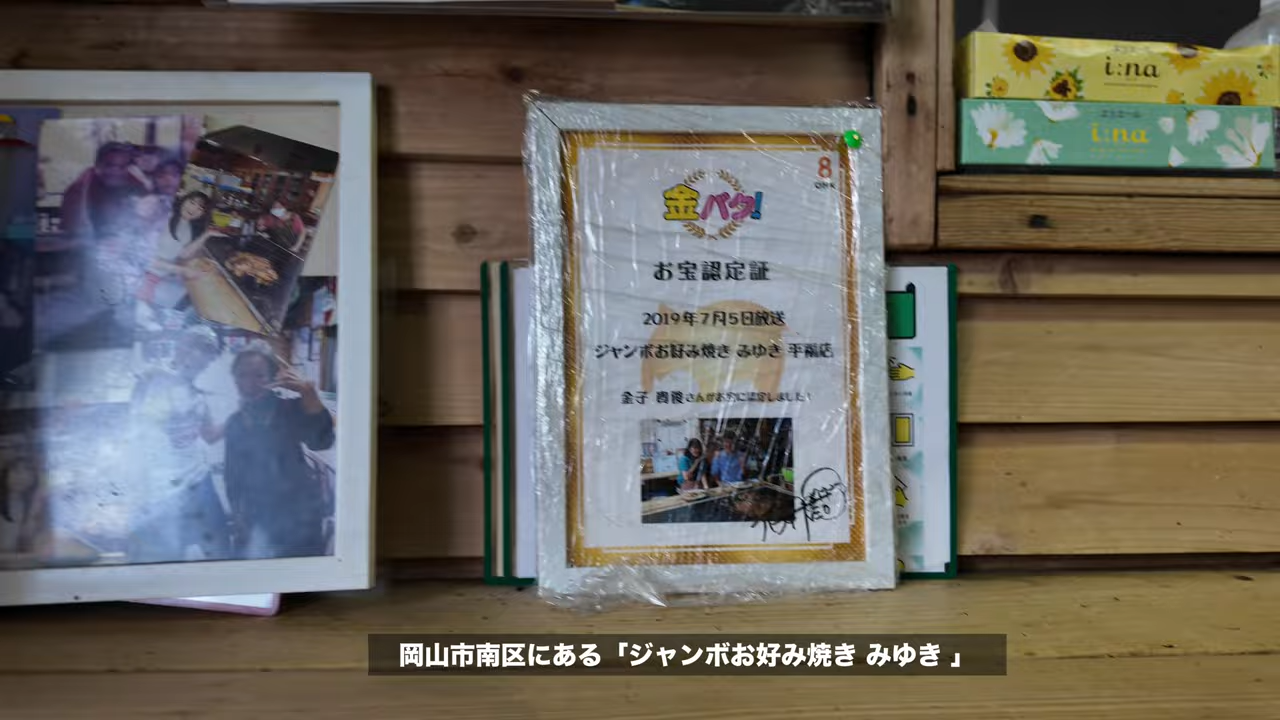 i:na
i:na
8
金バク!
お宝認定証
2019年7月5日放送
ジャンボお好み焼き みゆき 平福店
金子 貴俊さんがお宝に認定しました!
岡山市南区にある「ジャンボお好み焼き みゆき 」